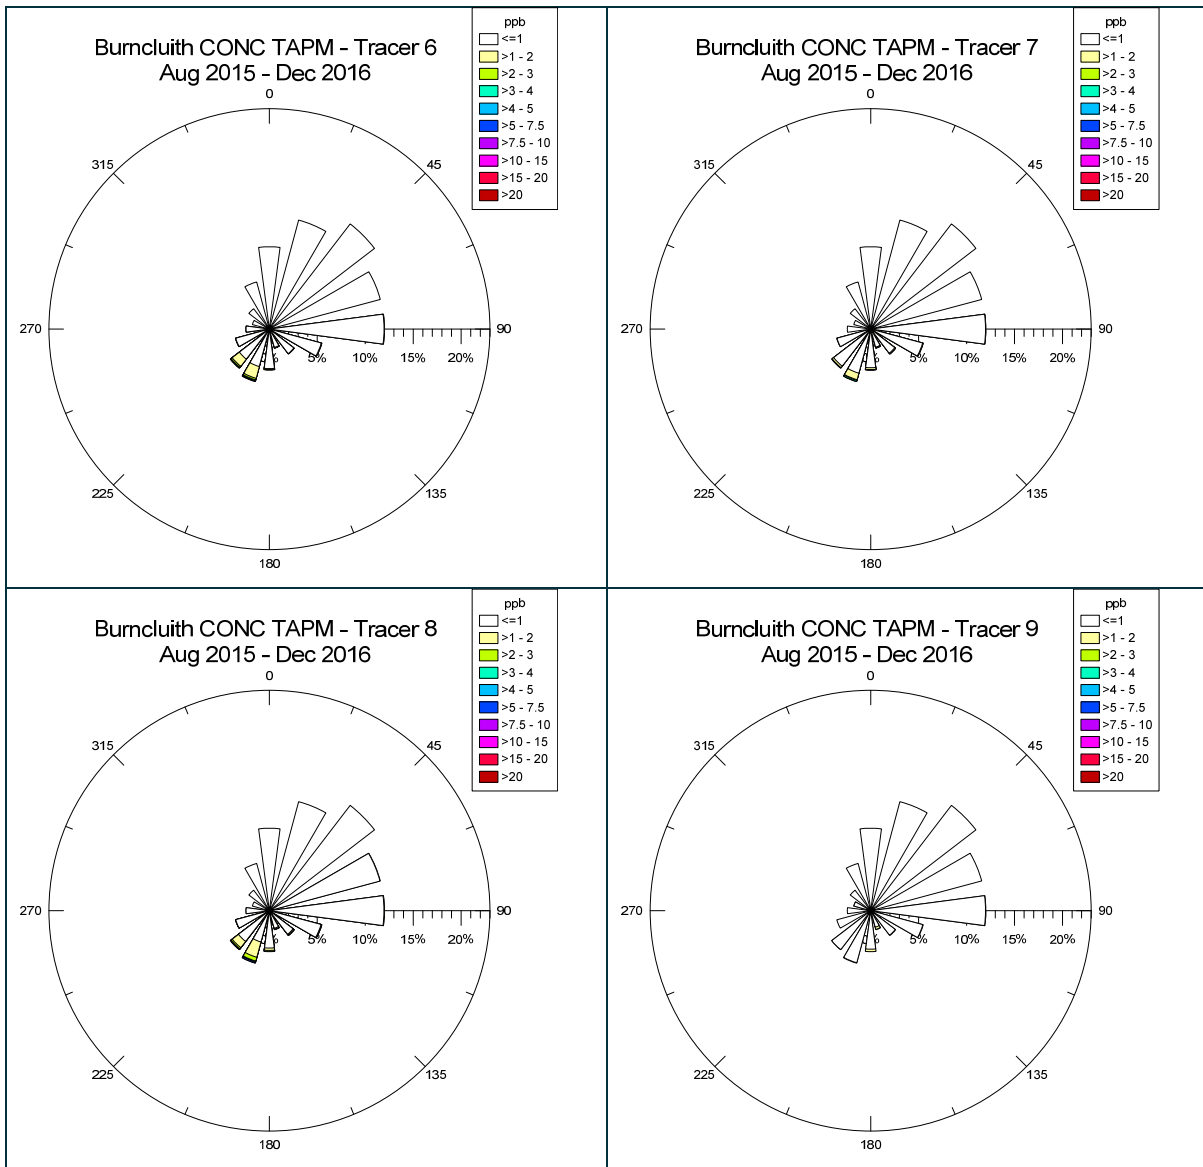 Burncluith CONC TAPM - Tracer 6
Aug 2015 - Dec 2016
ppb
<=1
>1 - 2
>2 - 3
>3 - 4
>4 - 5
>5 - 7.5
>7.5 - 10
>10 - 15
>15 - 20
>20
0
45
90
135
180
225
270
315
%
5%
10%
15%
20%
Burncluith CONC TAPM - Tracer 7
Aug 2015 - Dec 2016
ppb
<=1
>1 - 2
>2 - 3
>3 - 4
>4 - 5
>5 - 7.5
>7.5 - 10
>10 - 15
>15 - 20
>20
0
45
90
135
180
225
270
315
%
5%
10%
15%
20%
Burncluith CONC TAPM - Tracer 8
Aug 2015 - Dec 2016
ppb
<=1
>1 - 2
>2 - 3
>3 - 4
>4 - 5
>5 - 7.5
>7.5 - 10
>10 - 15
>15 - 20
>20
0
45
90
135
180
225
270
315
%
5%
10%
15%
20%
Burncluith CONC TAPM - Tracer 9
Aug 2015 - Dec 2016
ppb
<=1
>1 - 2
>2 - 3
>3 - 4
>4 - 5
>5 - 7.5
>7.5 - 10
>10 - 15
>15 - 20
>20
0
45
90
135
180
225
270
315
%
5%
10%
15%
20%